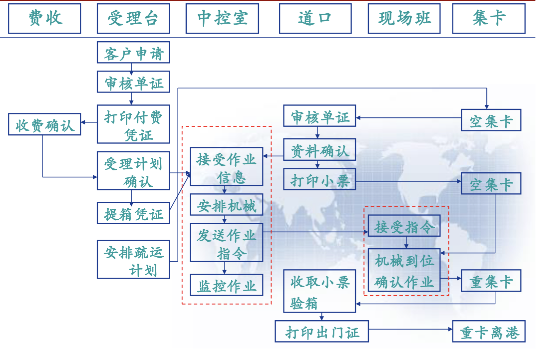 费收
受理台
中控室
道口
现场班
集卡
客户申请
审核单证
打印付费
凭证
收费确认
受理计划
确认
提箱凭证
安排疏运
计划
接受作业
信息
安排机械
发送作业
指令
监控作业
审核单证
资料确认
打印小票
收取小票
验箱
打印出门证
接受指令
机械到位
确认作业
空集卡
空集卡
重集卡
重卡离港